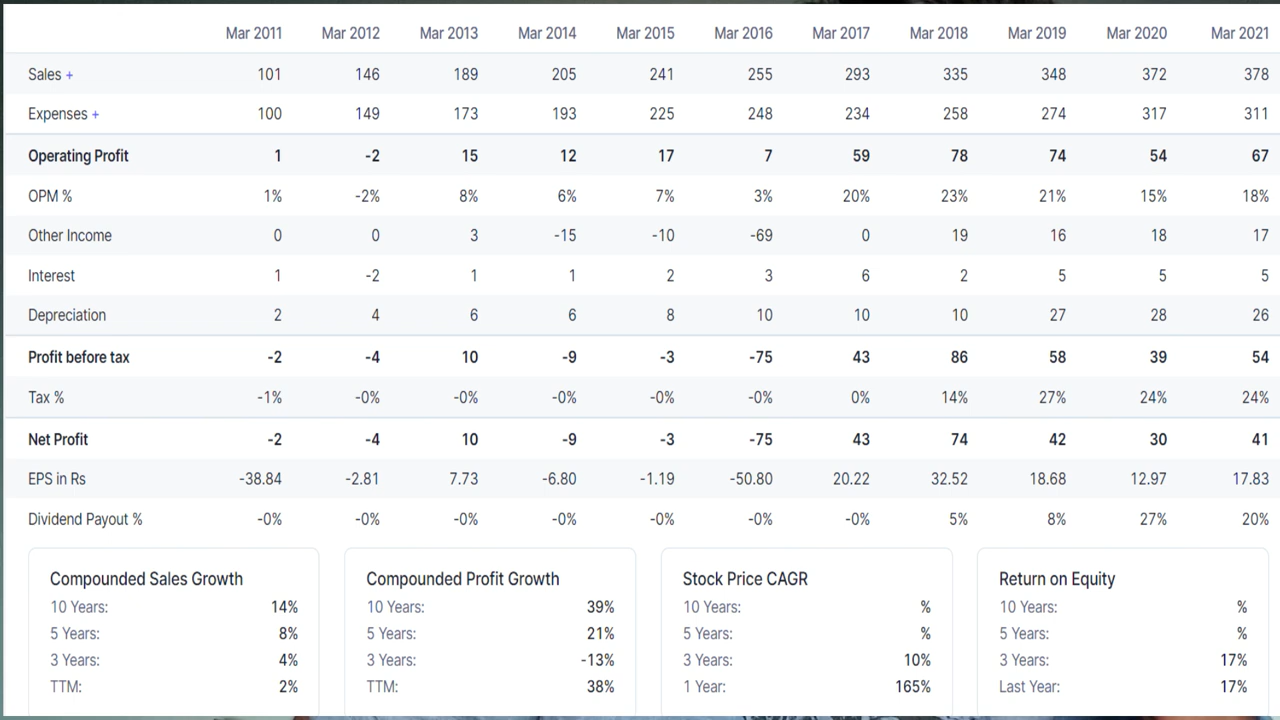 Mar 2011 Mar 2012 Mar 2013 Mar 2014 Mar 2015 Mar 2016 Mar 2017 Mar 2018 Mar 2019 Mar 2020 Mar 2021
Sales + 101 146 189 205 241 255 293 335 348 372 378
Expenses + 100 149 173 193 225 248 234 258 274 317 311
Operating Profit 1 -2 15 12 17 7 59 78 74 54 67
OPM % 1% -2% 8% 6% 7% 3% 20% 23% 21% 15% 18%
Other Income 0 0 3 -15 -10 -69 0 19 16 18 17
Interest 1 -2 1 1 2 3 6 2 5 5 5
Depreciation 2 4 6 6 8 10 10 10 27 28 26
Profit before tax -2 -4 10 -9 -3 -75 43 86 58 39 54
Tax % -1% -0% -0% -0% -0% -0% 0% 14% 27% 24% 24%
Net Profit -2 -4 10 -9 -3 -75 43 74 42 30 41
EPS in Rs -38.84 -2.81 7.73 -6.80 -1.19 -50.80 20.22 32.52 18.68 12.97 17.83
Dividend Payout % -0% -0% -0% -0% -0% -0% -0% 5% 8% 27% 20%
Compounded Sales Growth
10 Years: 14%
5 Years: 8%
3 Years: 4%
TTM: 2%
Compounded Profit Growth
10 Years: 39%
5 Years: 21%
3 Years: -13%
TTM: 38%
Stock Price CAGR
10 Years: %
5 Years: %
3 Years: 10%
1 Year: 165%
Return on Equity
10 Years: %
5 Years: %
3 Years: 17%
Last Year: 17%